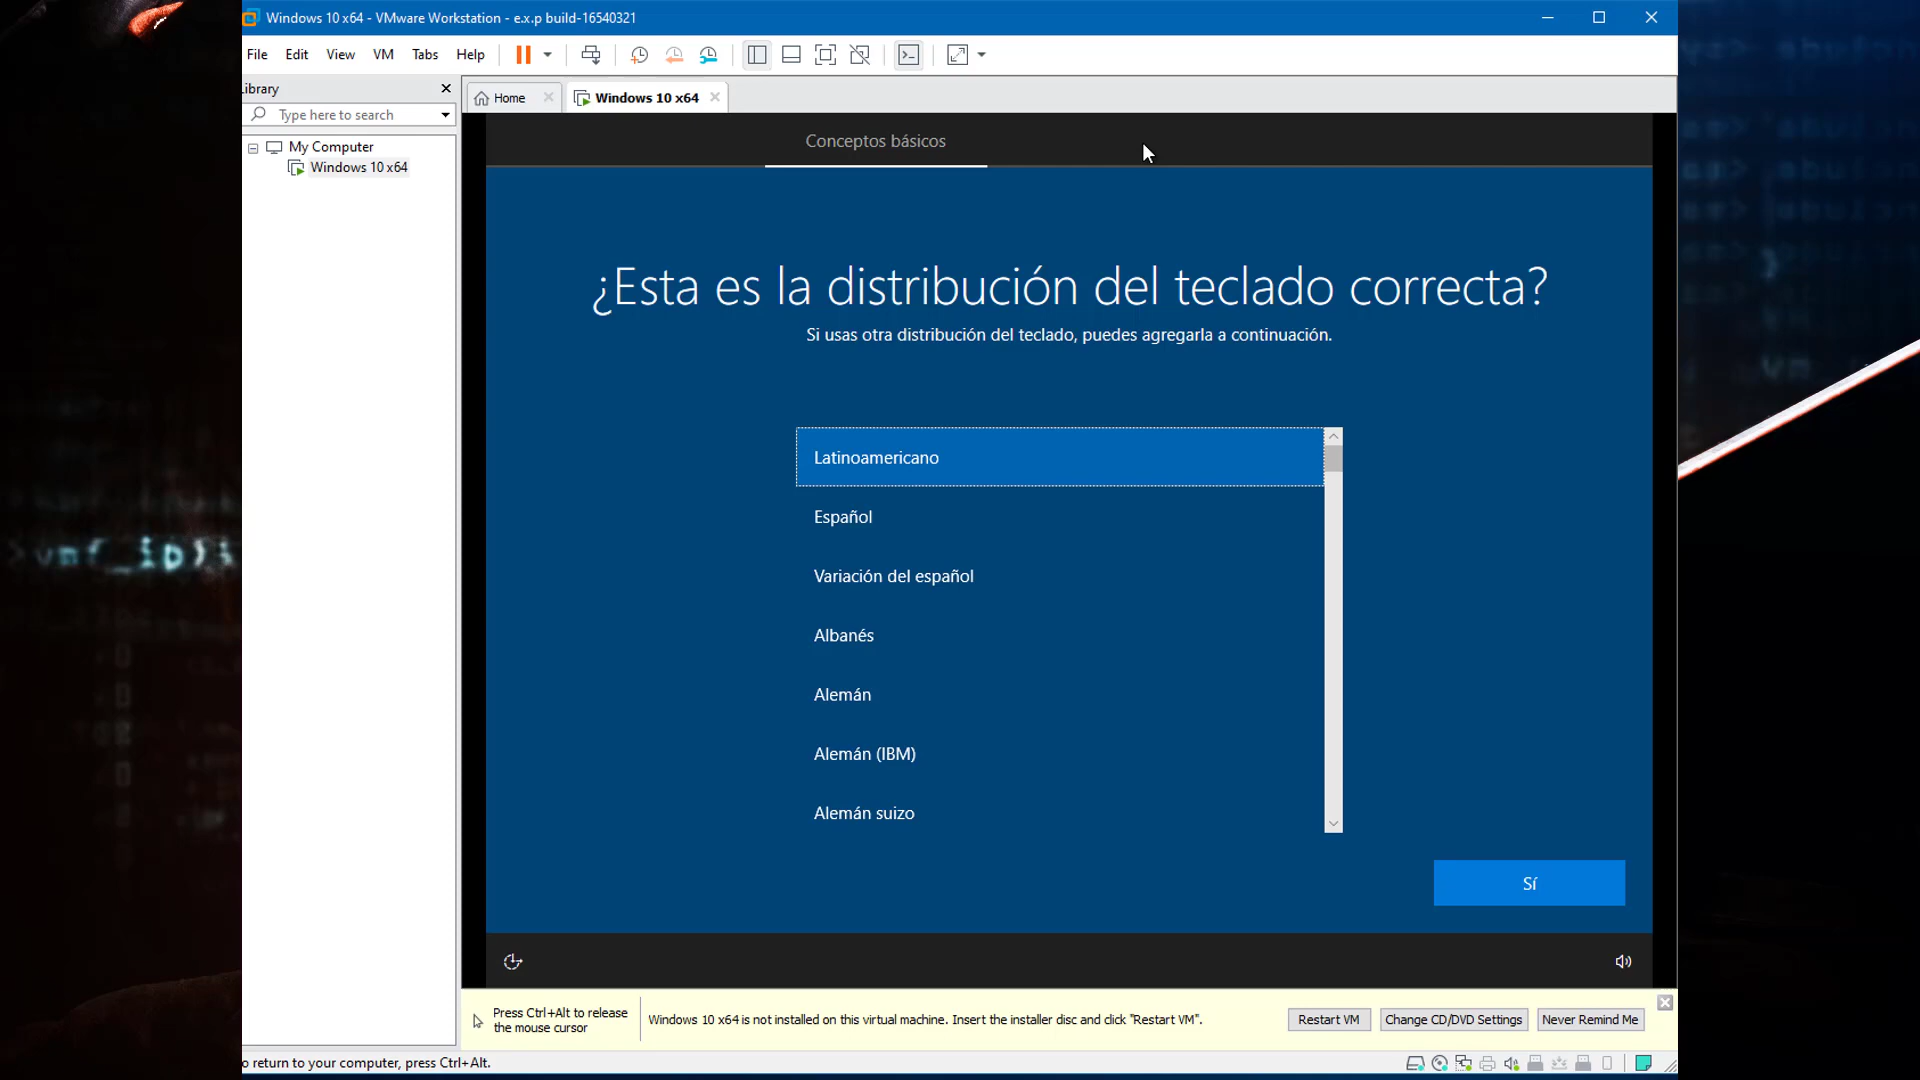 Windows 10 x64 - VMware Workstation - e.x.p build-16540321
File Edit View VM Tabs Help
ibrary
Type here to search
My Computer
Windows 10 x64
Home
Windows 10 x64
Conceptos básicos
¿Esta es la distribución del teclado correcta?
Si usas otra distribución del teclado, puedes agregarla a continuación.
Latinoamericano
Español
Variación del español
Albanés
Alemán
Alemán (IBM)
Alemán suizo
Sí
Press Ctrl+Alt to release
the mouse cursor
Windows 10 x64 is not installed on this virtual machine. Insert the installer disc and click "Restart VM".
Restart VM
Change CD/DVD Settings
Never Remind Me
o return to your computer, press Ctrl+Alt.